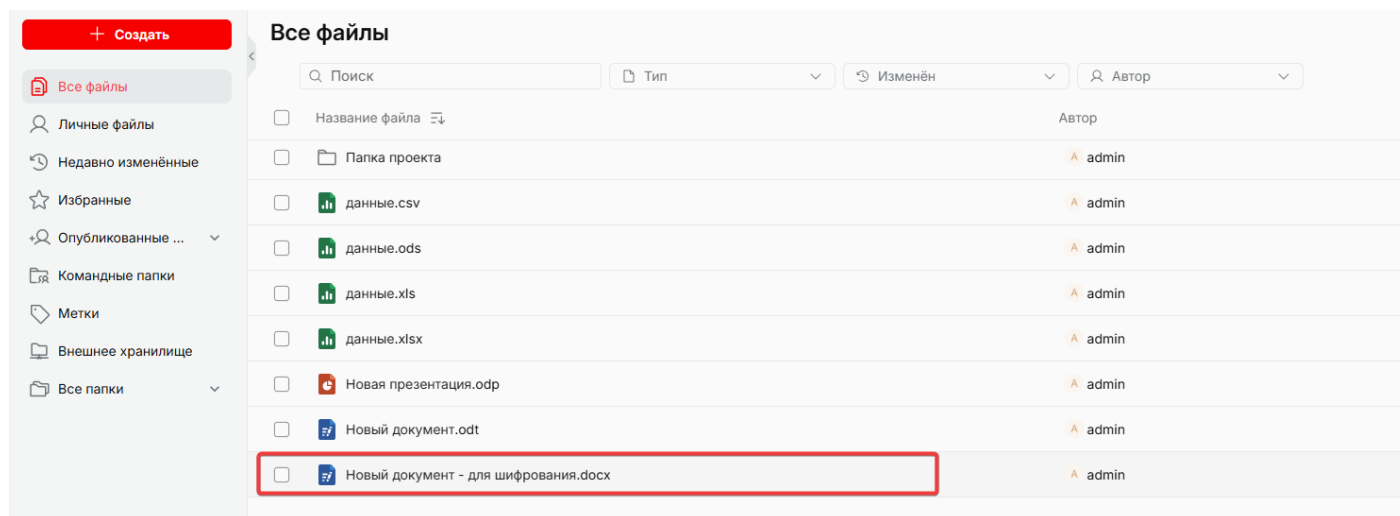 Создать
Все файлы
Личные файлы
Недавно изменённые
Избранные
Опубликованные ...
Командные папки
Метки
Внешнее хранилище
Все папки
Все файлы
Поиск Тип Изменён Автор
Название файла Автор
Папка проекта A admin
данные.csv A admin
данные.ods A admin
данные.xls A admin
данные.xlsx A admin
Новая презентация.odp A admin
Новый документ.odt A admin
Новый документ - для шифрования.docx A admin